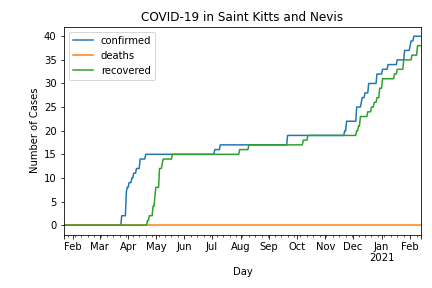 COVID-19 in Saint Kitts and Nevis
confirmed
deaths
recovered
Number of Cases
40
35
30
25
20
15
10
5
0
Feb Mar Apr May Jun Jul Aug Sep Oct Nov Dec Jan Feb
2021
Day